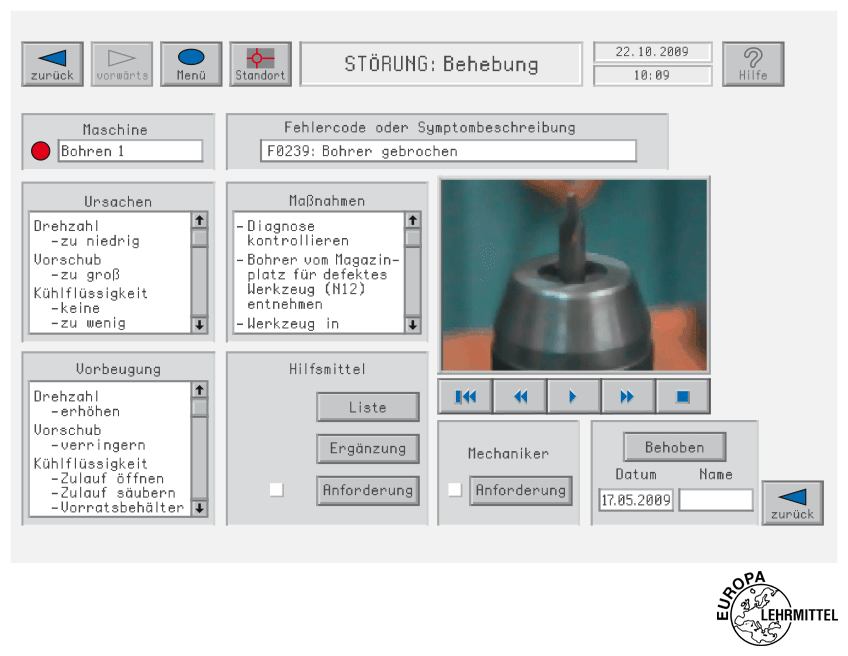 zurück
vorwärts
Menü
Standort
STÖRUNG: Behebung
22.10.2009
10:09
Hilfe
Maschine
Bohren 1
Fehlercode oder Symptombeschreibung
F0239: Bohrer gebrochen
Ursachen
Drehzahl
-zu niedrig
Vorschub
-zu groß
Kühlflüssigkeit
-keine
-zu wenig
Maßnahmen
-Diagnose
kontrollieren
-Bohrer vom Magazin-
platz für defektes
Werkzeug (N12)
entnehmen
-Werkzeug in
Vorbeugung
Drehzahl
-erhöhen
Vorschub
-verringern
Kühlflüssigkeit
-Zulauf öffnen
-Zulauf säubern
-Vorratsbehälter
Hilfsmittel
Liste
Ergänzung
Anforderung
Mechaniker
Anforderung
Behoben
Datum Name
17.05.2009
zurück
EUROPA
LEHRMITTEL